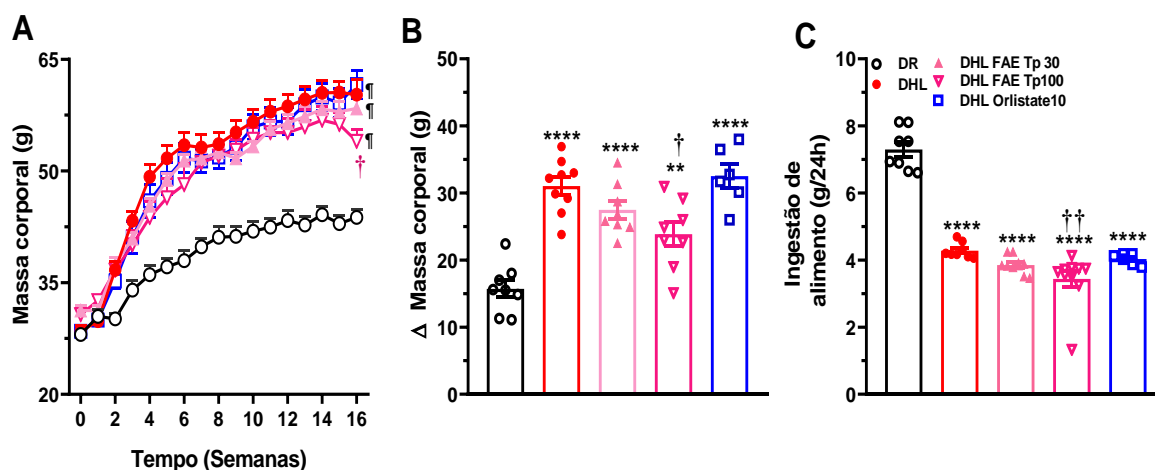 A
Massa corporal (g)
65
50
35
20
0 2 4 6 8 10 12 14 16
Tempo (Semanas)
¶
¶
¶
†
B
Δ Massa corporal (g)
50
40
30
20
10
0
****
****
†
**
****
C
Ingestão de
alimento (g/24h)
10
8
6
4
2
0
DR
DHL
DHL FAE Tp 30
DHL FAE Tp100
DHL Orlistate10
****
****
††
****
****